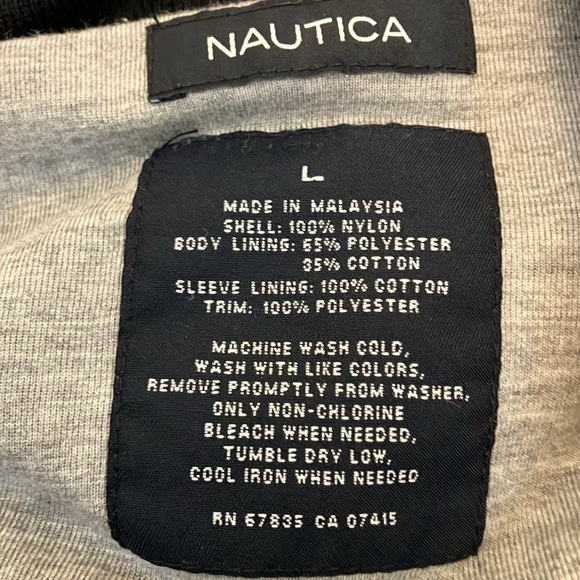 NAUTICA
L
MADE IN MALAYSIA
SHELL: 100% NYLON
BODY LINING: 65% POLYESTER
35% COTTON
SLEEVE LINING: 100% COTTON
TRIM: 100% POLYESTER
MACHINE WASH COLD,
WASH WITH LIKE COLORS,
REMOVE PROMPTLY FROM WASHER,
ONLY NON-CHLORINE
BLEACH WHEN NEEDED,
TUMBLE DRY LOW,
COOL IRON WHEN NEEDED
RN 67835 CA 07415